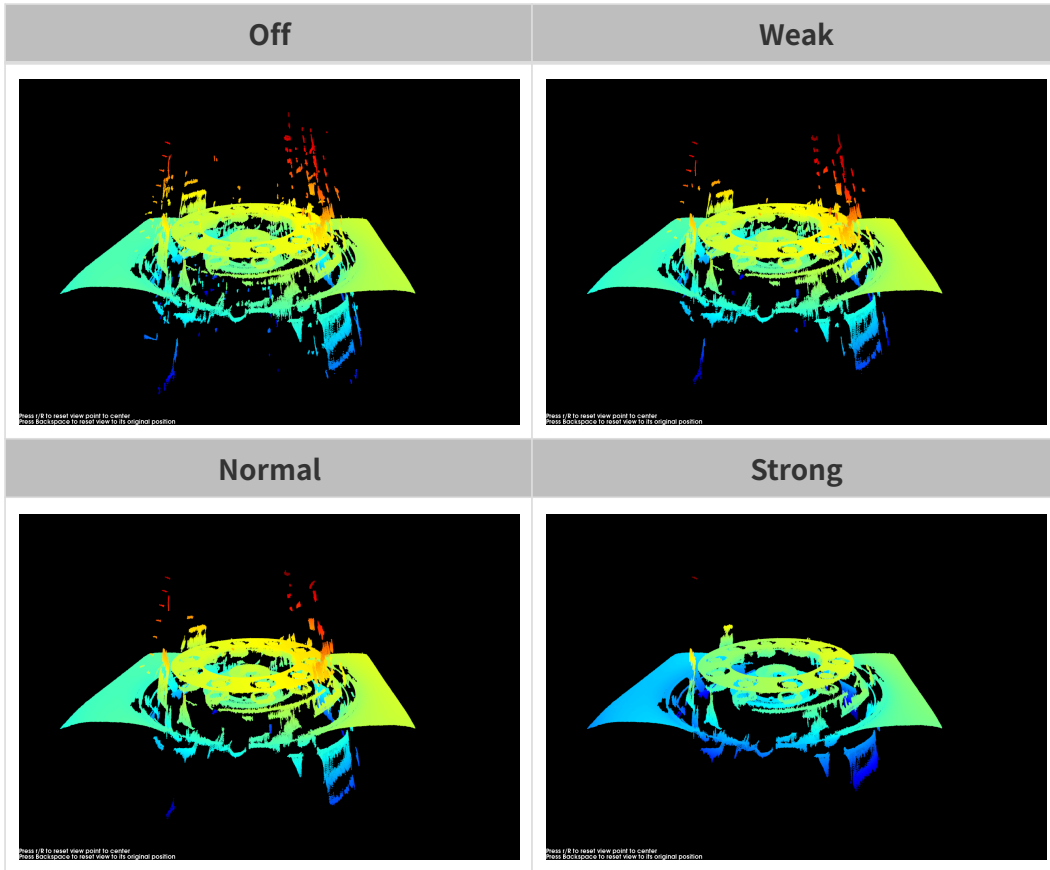 Off
Weak
Press r/R to reset view point to center
Press Backspace to reset view to its original position
Press r/R to reset view point to center
Press Backspace to reset view to its original position
Normal
Strong
Press r/R to reset view point to center
Press Backspace to reset view to its original position
Press r/R to reset view point to center
Press Backspace to reset view to its original position